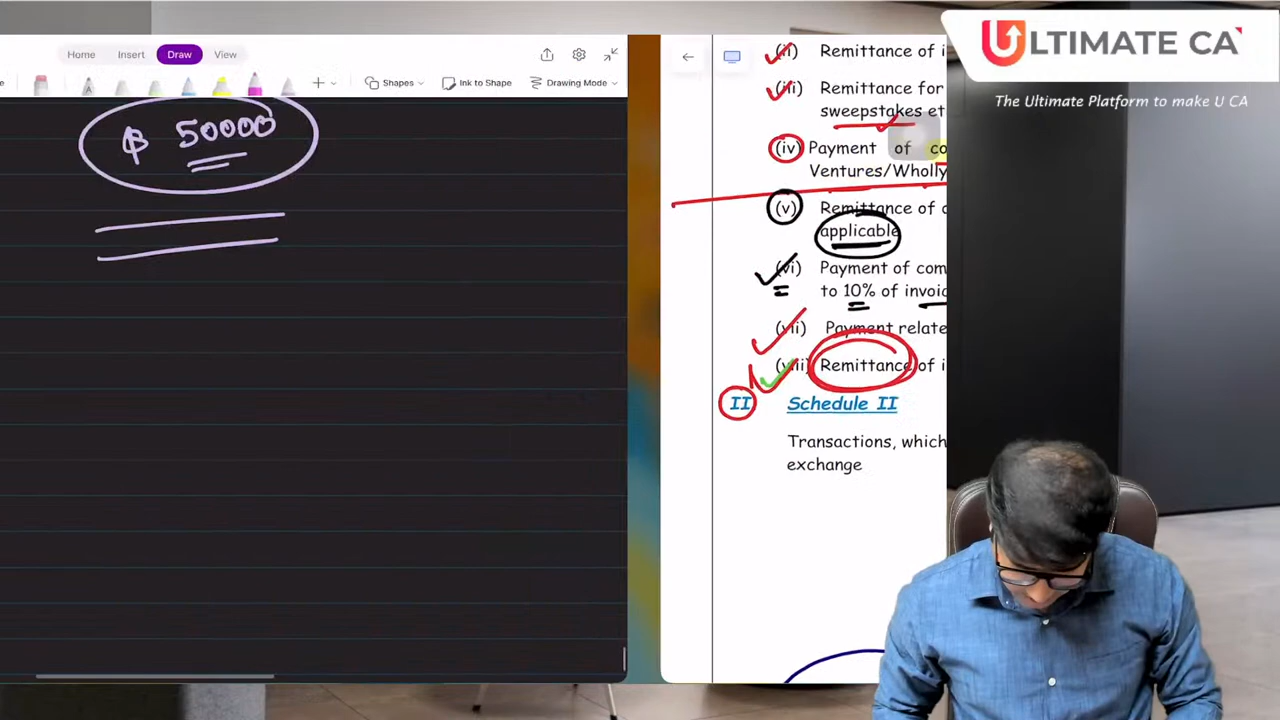 ULTIMATE CA
The Ultimate Platform to make U CA
Home Insert Draw View
Shapes Ink to Shape Drawing Mode
$ 50000
(ii) Remittance of i
(iii) Remittance for
sweepstakes et
(iv) Payment of co
Ventures/Wholly
(v) Remittance of
applicable
(vi) Payment of com
to 10% of invoic
(vii) Payment relate
(viii) Remittance of i
II Schedule II
Transactions, which
exchange